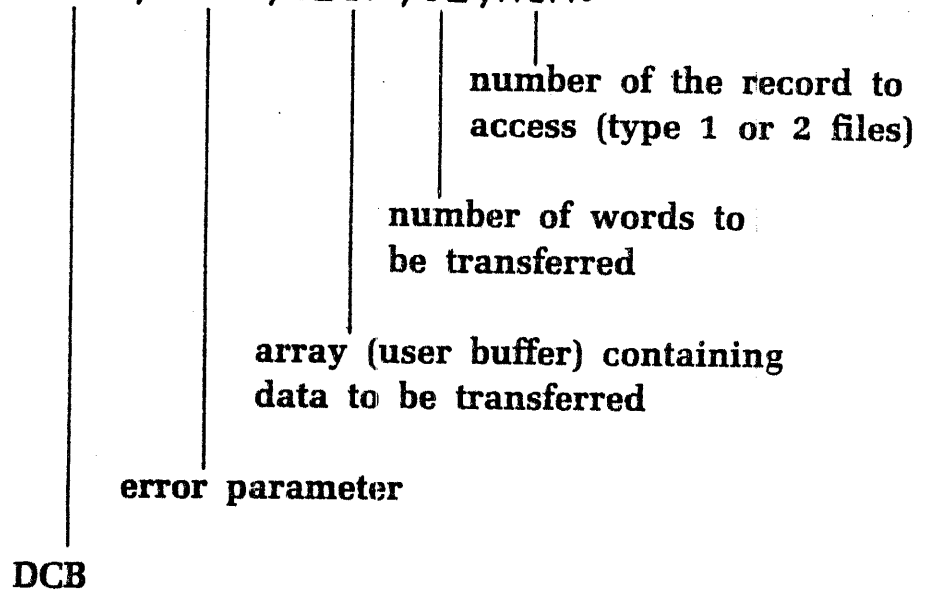 number of the record to
access (type 1 or 2 files)
number of words to
be transferred
array (user buffer) containing
data to be transferred
error parameter
DCB